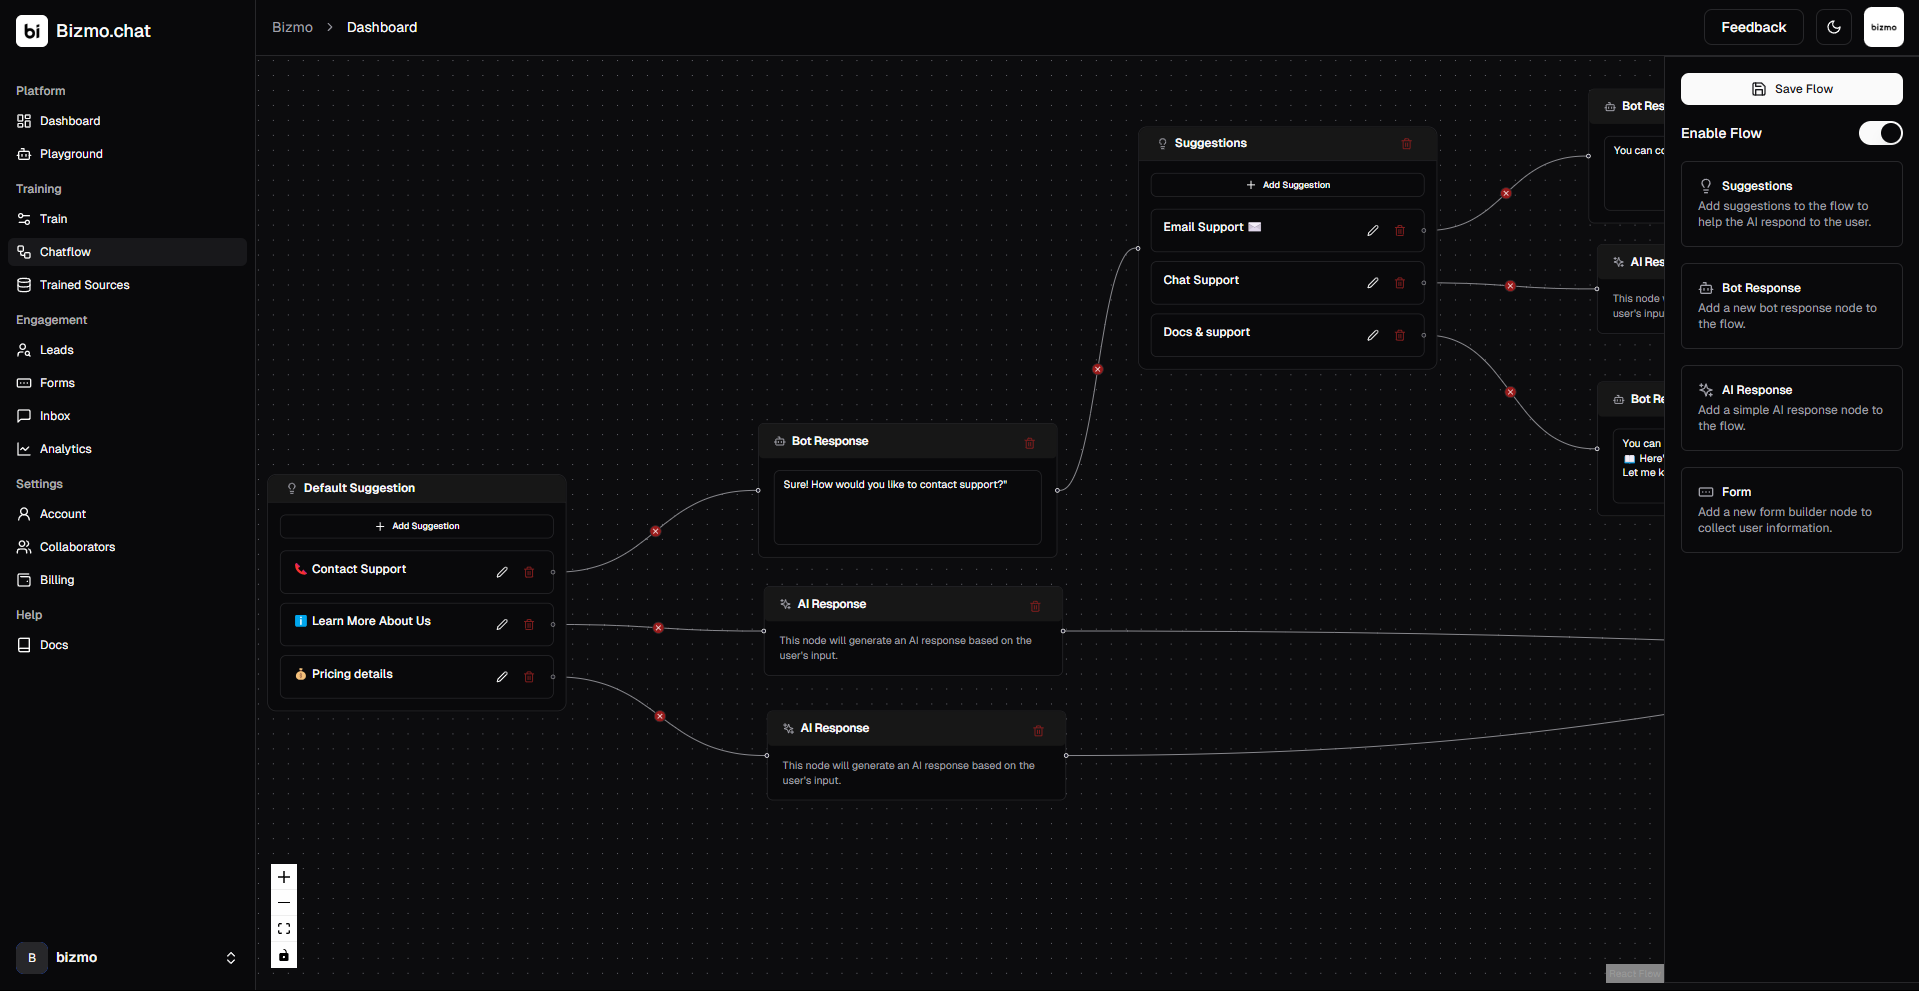 bi Bizmo.chat
Bizmo > Dashboard
Feedback
bizmo
Platform
Dashboard
Playground
Training
Train
Chatflow
Trained Sources
Engagement
Leads
Forms
Inbox
Analytics
Settings
Account
Collaborators
Billing
Help
Docs
B bizmo
Default Suggestion
+ Add Suggestion
📞 Contact Support
ℹ️ Learn More About Us
💰 Pricing details
Bot Response
Sure! How would you like to contact support?"
AI Response
This node will generate an AI response based on the
user's input.
AI Response
This node will generate an AI response based on the
user's input.
Suggestions
+ Add Suggestion
Email Support ✉️
Chat Support
Docs & support
Bot Res
You can co
AI Res
This node w
user's inpu
Bot Re
You can
📖 Here'
Let me k
React Flow
Save Flow
Enable Flow
Suggestions
Add suggestions to the flow to
help the AI respond to the user.
Bot Response
Add a new bot response node to
the flow.
AI Response
Add a simple AI response node to
the flow.
Form
Add a new form builder node to
collect user information.